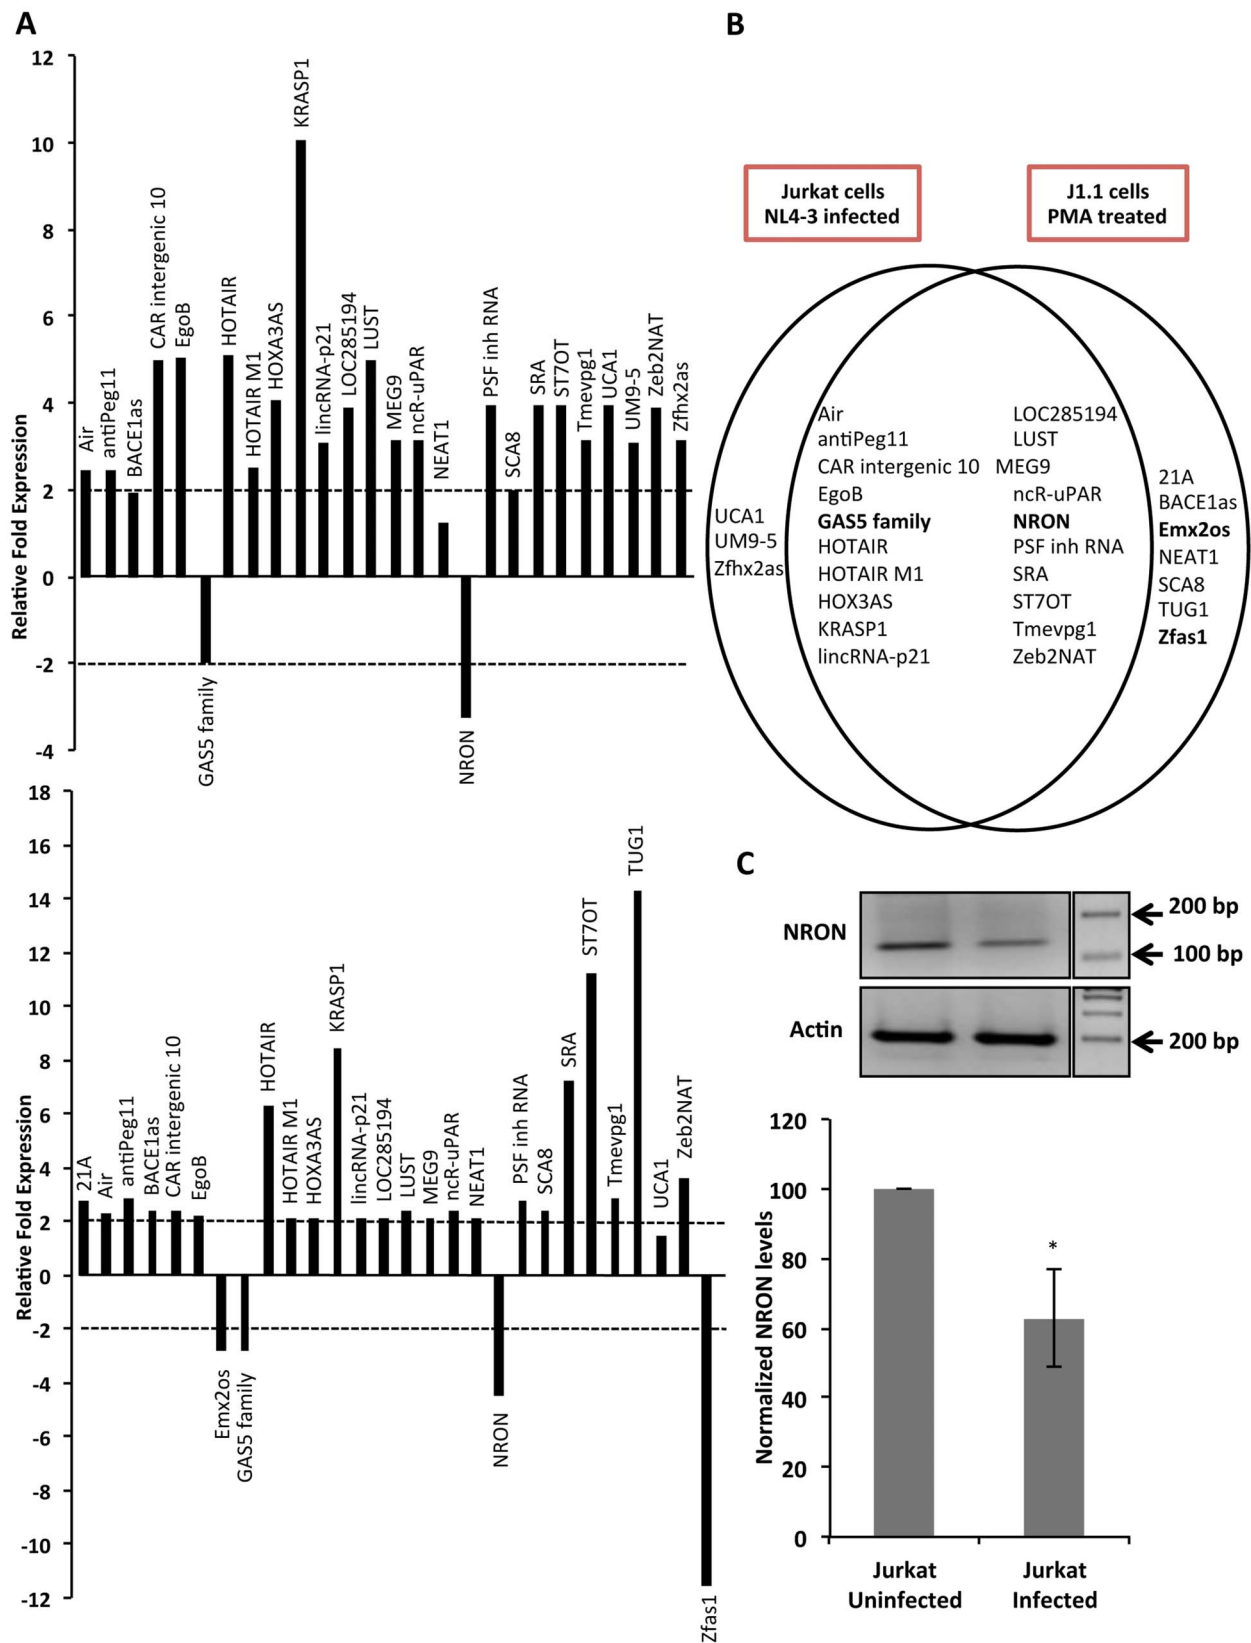 A
12
10
8
6
4
2
0
-2
-4
Relative Fold Expression
Air
antiPeg11
BACE1as
CAR intergenic 10
EgoB
GAS5 family
HOTAIR
HOTAIR M1
HOXA3AS
KRASP1
lincRNA-p21
LOC285194
LUST
MEG9
ncR-uPAR
NEAT1
NRON
PSF inh RNA
SCA8
SRA
ST7OT
Tmevpg1
UCA1
UM9-5
Zeb2NAT
Zfhx2as
18
16
14
12
10
8
6
4
2
0
-2
-4
-6
-8
-10
-12
Relative Fold Expression
21A
Air
antiPeg11
BACE1as
CAR intergenic 10
EgoB
Emx2os
GAS5 family
HOTAIR
HOTAIR M1
HOXA3AS
KRASP1
lincRNA-p21
LOC285194
LUST
MEG9
ncR-uPAR
NEAT1
NRON
PSF inh RNA
SCA8
SRA
ST7OT
Tmevpg1
TUG1
UCA1
Zeb2NAT
Zfas1
B
Jurkat cells
NL4-3 infected
J1.1 cells
PMA treated
UCA1
UM9-5
Zfhx2as
Air
antiPeg11
CAR intergenic 10
EgoB
GAS5 family
HOTAIR
HOTAIR M1
HOX3AS
KRASP1
lincRNA-p21
LOC285194
LUST
MEG9
ncR-uPAR
NRON
PSF inh RNA
SRA
ST7OT
Tmevpg1
Zeb2NAT
21A
BACE1as
Emx2os
NEAT1
SCA8
TUG1
Zfas1
C
NRON
200 bp
100 bp
Actin
200 bp
120
100
80
60
40
20
0
Normalized NRON levels
*
Jurkat
Uninfected
Jurkat
Infected